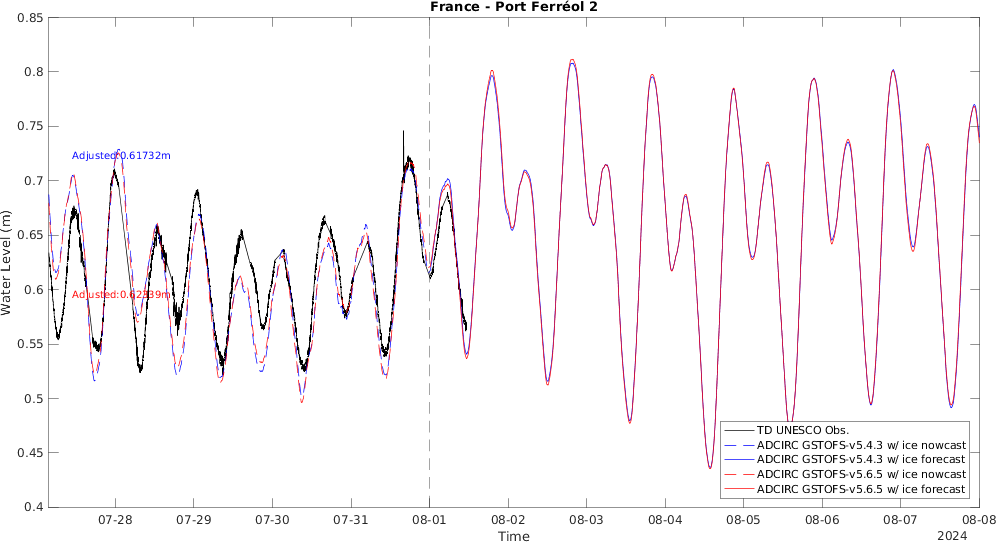 France - Port Ferréol 2
0.85
0.8
0.75
0.7
0.65
0.6
0.55
0.5
0.45
0.4
Water Level (m)
Adjusted:0.61732m
Adjusted:0.62339m
TD UNESCO Obs.
ADCIRC GSTOFS-v5.4.3 w/ ice nowcast
ADCIRC GSTOFS-v5.4.3 w/ ice forecast
ADCIRC GSTOFS-v5.6.5 w/ ice nowcast
ADCIRC GSTOFS-v5.6.5 w/ ice forecast
07-28 07-29 07-30 07-31 08-01 08-02 08-03 08-04 08-05 08-06 08-07 08-08
Time
2024